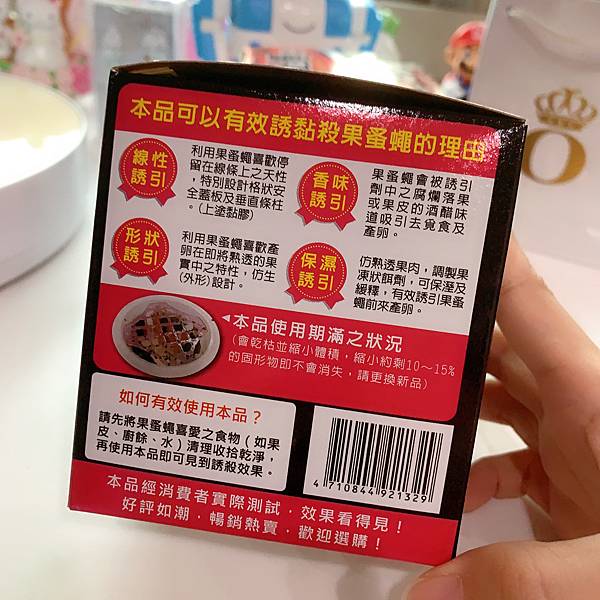 本品可以有效誘黏殺果蚤蠅的理由
線性
誘引
利用果蚤蠅喜歡停
留在線條上之天性
，特別設計格狀安
全蓋板及垂直條柱
。(上塗黏膠)
香味
誘引
果蚤蠅會被誘引
劑中之腐爛落果
或果皮的酒醋味
道吸引去覓食及
產卵。
形狀
誘引
利用果蚤蠅喜歡產
卵在即將熟透的果
實中之特性，仿生
(外形)設計。
保濕
誘引
仿熟透果肉，調製果
凍狀餌劑，可保溼及
緩釋，有效誘引果蚤
蠅前來產卵。
◀本品使用期滿之狀況
(會乾枯並縮小體積，縮小約剩10～15%
的固形物即不會消失，請更換新品)
如何有效使用本品？
請先將果蚤蠅喜愛之食物（如果
皮、廚餘、水）清理收拾乾淨，
再使用本品即可見到誘殺效果。
4 710844 921329
本品經消費者實際測試，效果看得見！
好評如潮，暢銷熱賣，歡迎選購！
O